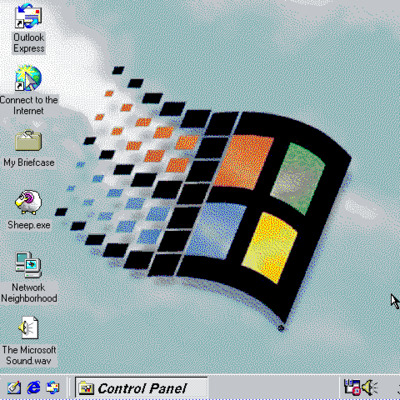 Outlook
Express
Connect to the
Internet
My Briefcase
Sheep.exe
Network
Neighborhood
The Microsoft
Sound.wav
Control Panel